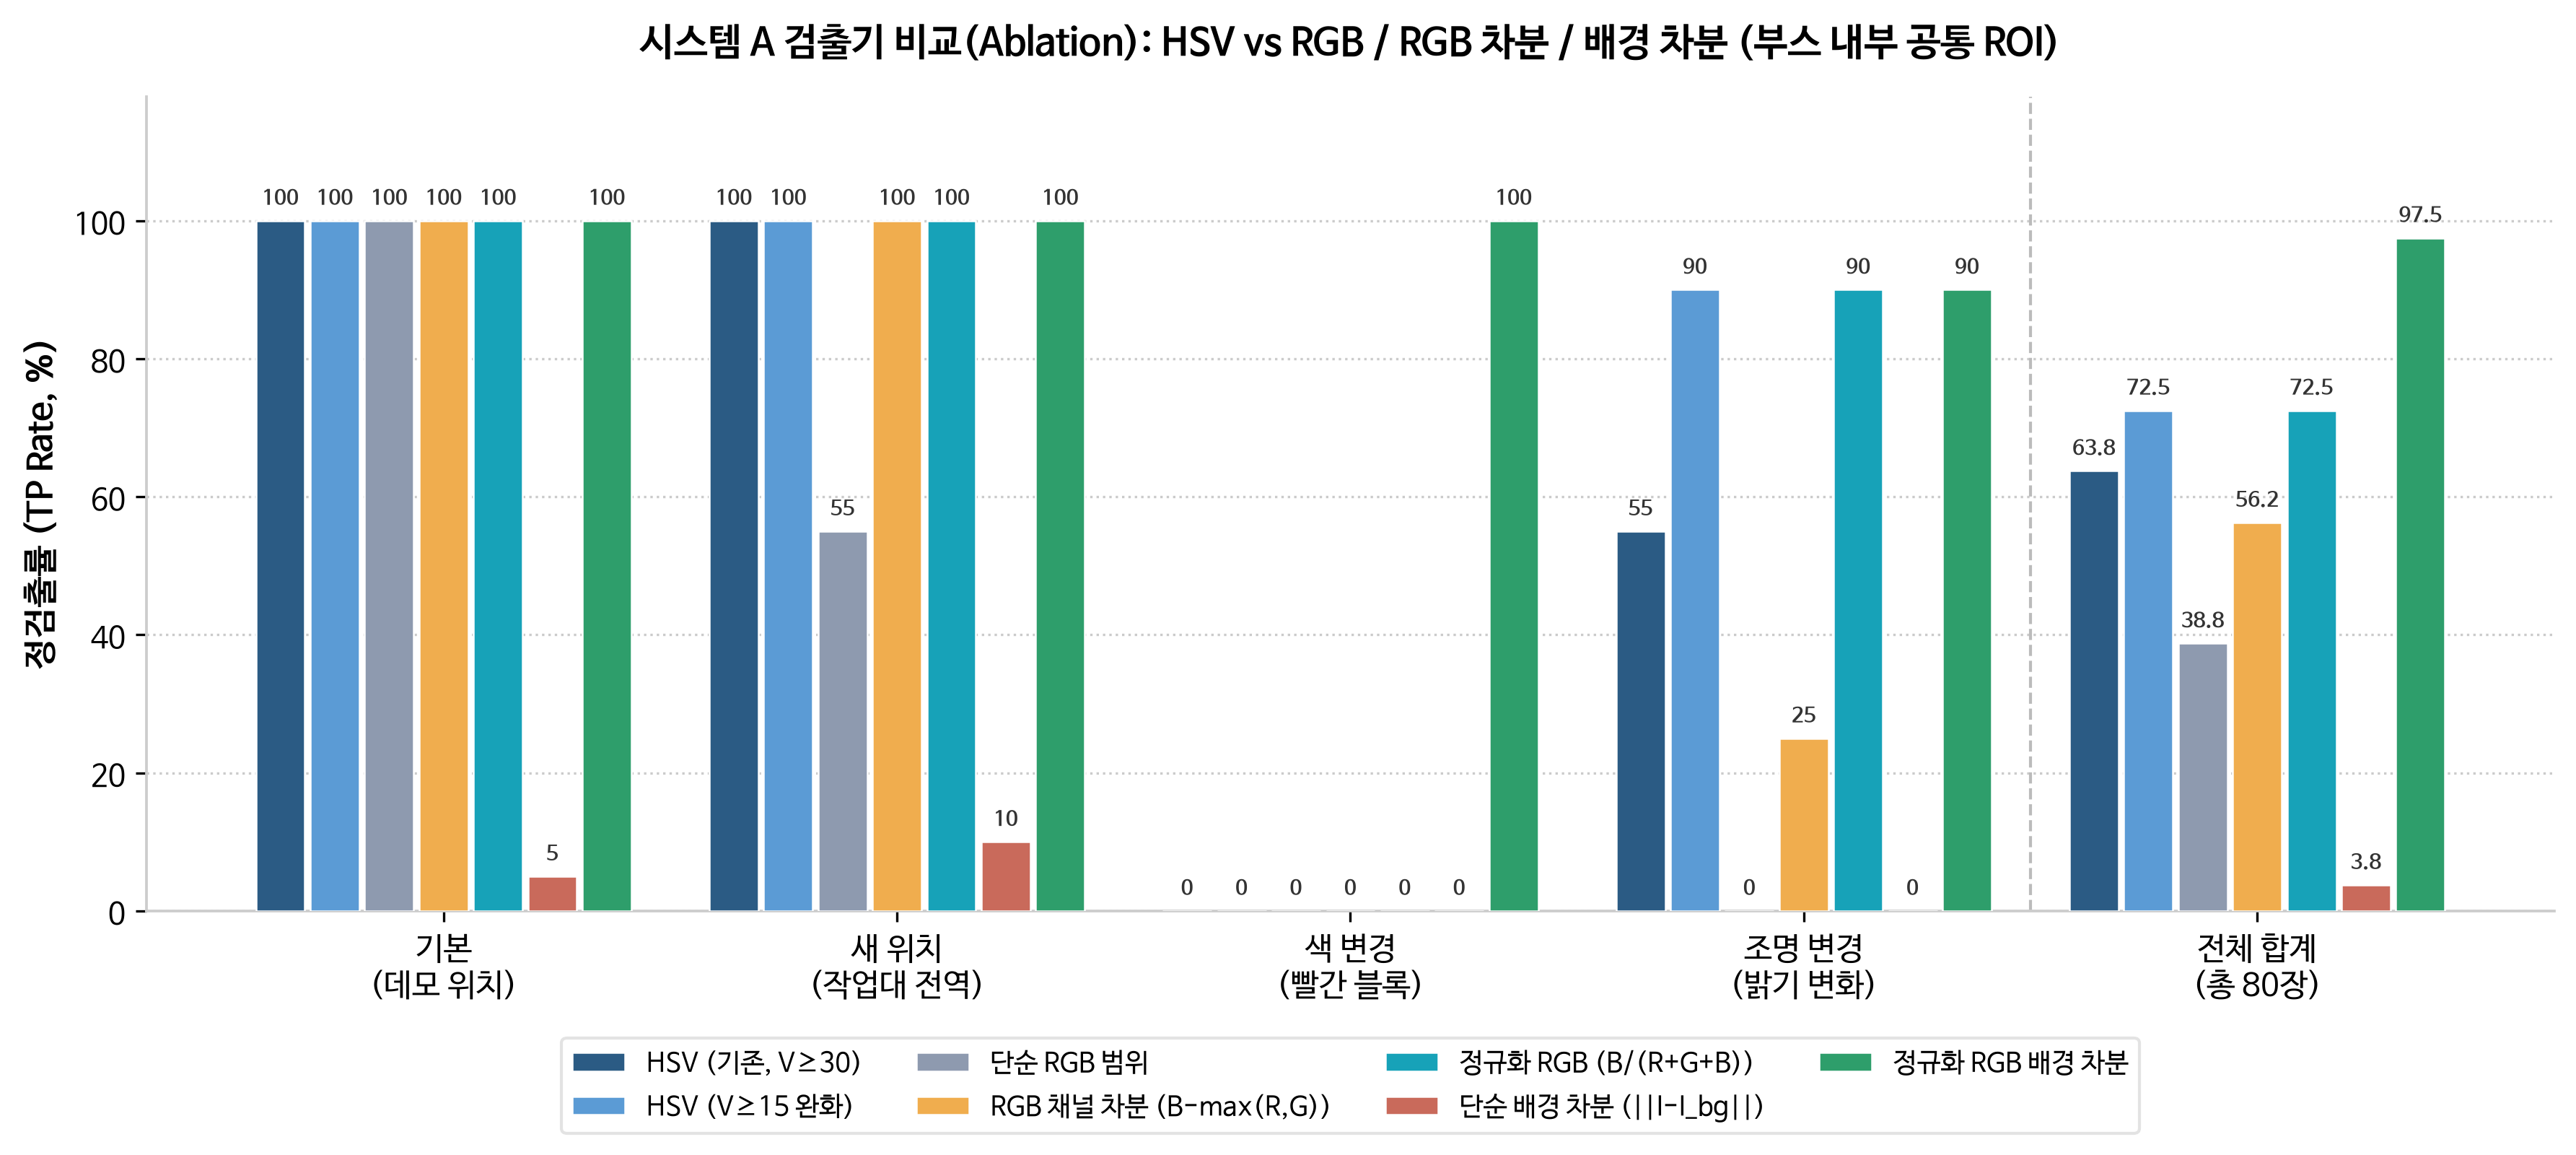 시스템 A 검출기 비교(Ablation): HSV vs RGB / RGB 차분 / 배경 차분 (부스 내부 공통 ROI)
정검출률 (TP Rate, %)
100
80
60
40
20
0
100 100 100 100 100 5 100
100 100 55 100 100 10 100
0 0 0 0 0 0 100
55 90 0 25 90 0 90
63.8 72.5 38.8 56.2 72.5 3.8 97.5
기본
(데모 위치)
새 위치
(작업대 전역)
색 변경
(빨간 블록)
조명 변경
(밝기 변화)
전체 합계
(총 80장)
HSV (기존, V≥30)
HSV (V≥15 완화)
단순 RGB 범위
RGB 채널 차분 (B-max(R,G))
정규화 RGB (B/(R+G+B))
단순 배경 차분 (||I-I_bg||)
정규화 RGB 배경 차분